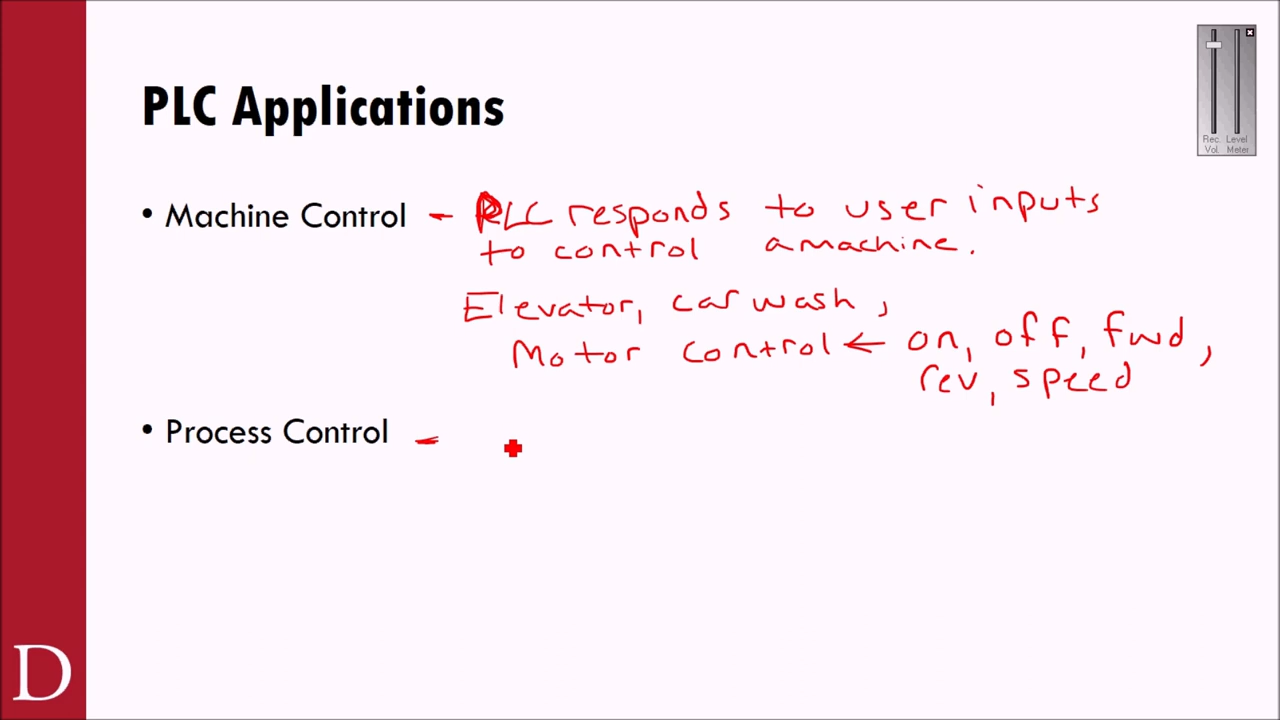 PLC Applications
• Machine Control - PLC responds to user inputs
to control a machine.
Elevator, car wash,
Motor control ← on, off, fwd,
rev, speed
• Process Control -
Rec. Level
Vol. Meter
D